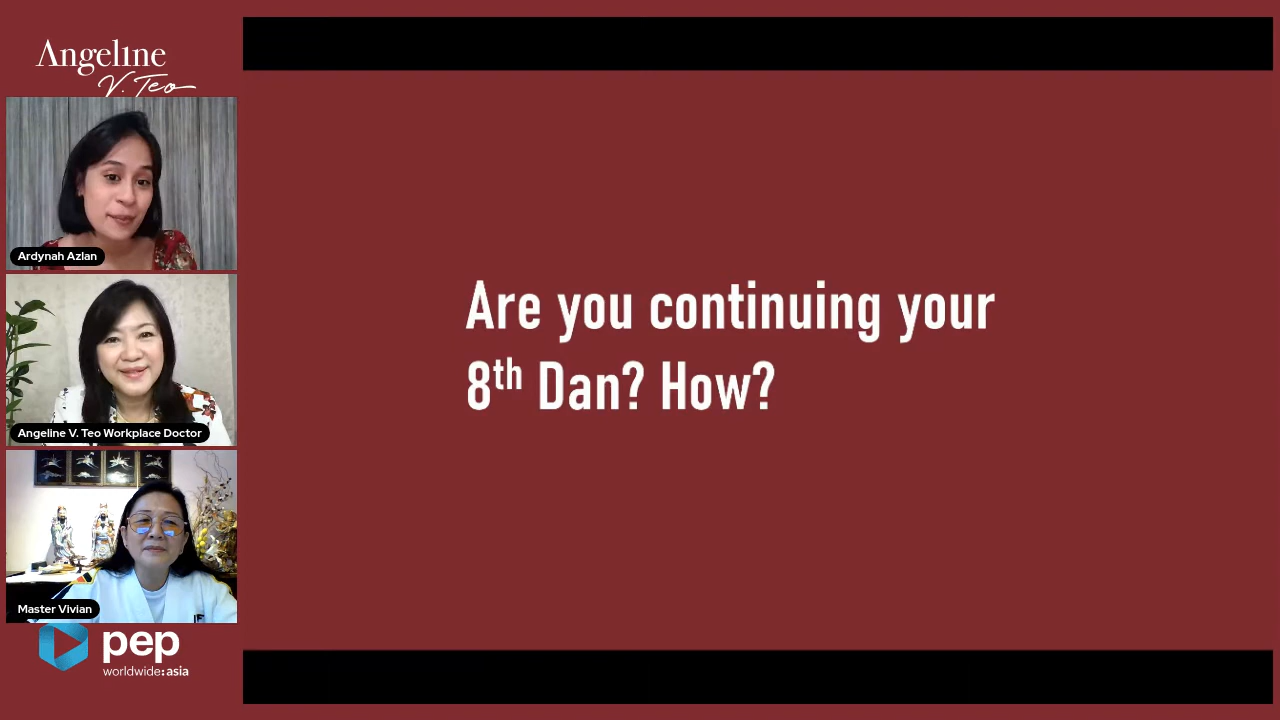 Angel1ne
V. Teo
Ardynah Azlan
Angeline V. Teo Workplace Doctor
Master Vivian
pep
worldwide:asia
Are you continuing your
8th Dan? How?